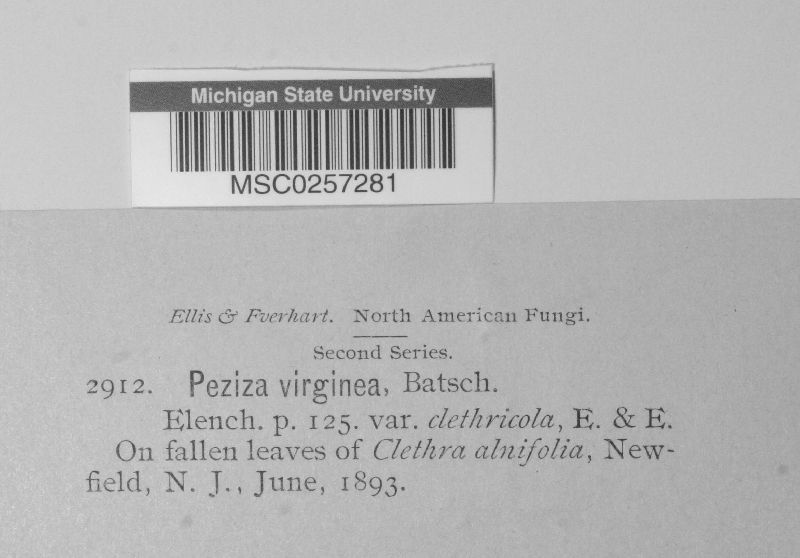 Michigan State University
MSC0257281
Ellis & Everhart. North American Fungi.
Second Series.
2912. Peziza virginea, Batsch.
Elench. p. 125. var. clethricola, E. & E.
On fallen leaves of Clethra alnifolia, New-
field, N. J., June, 1893.